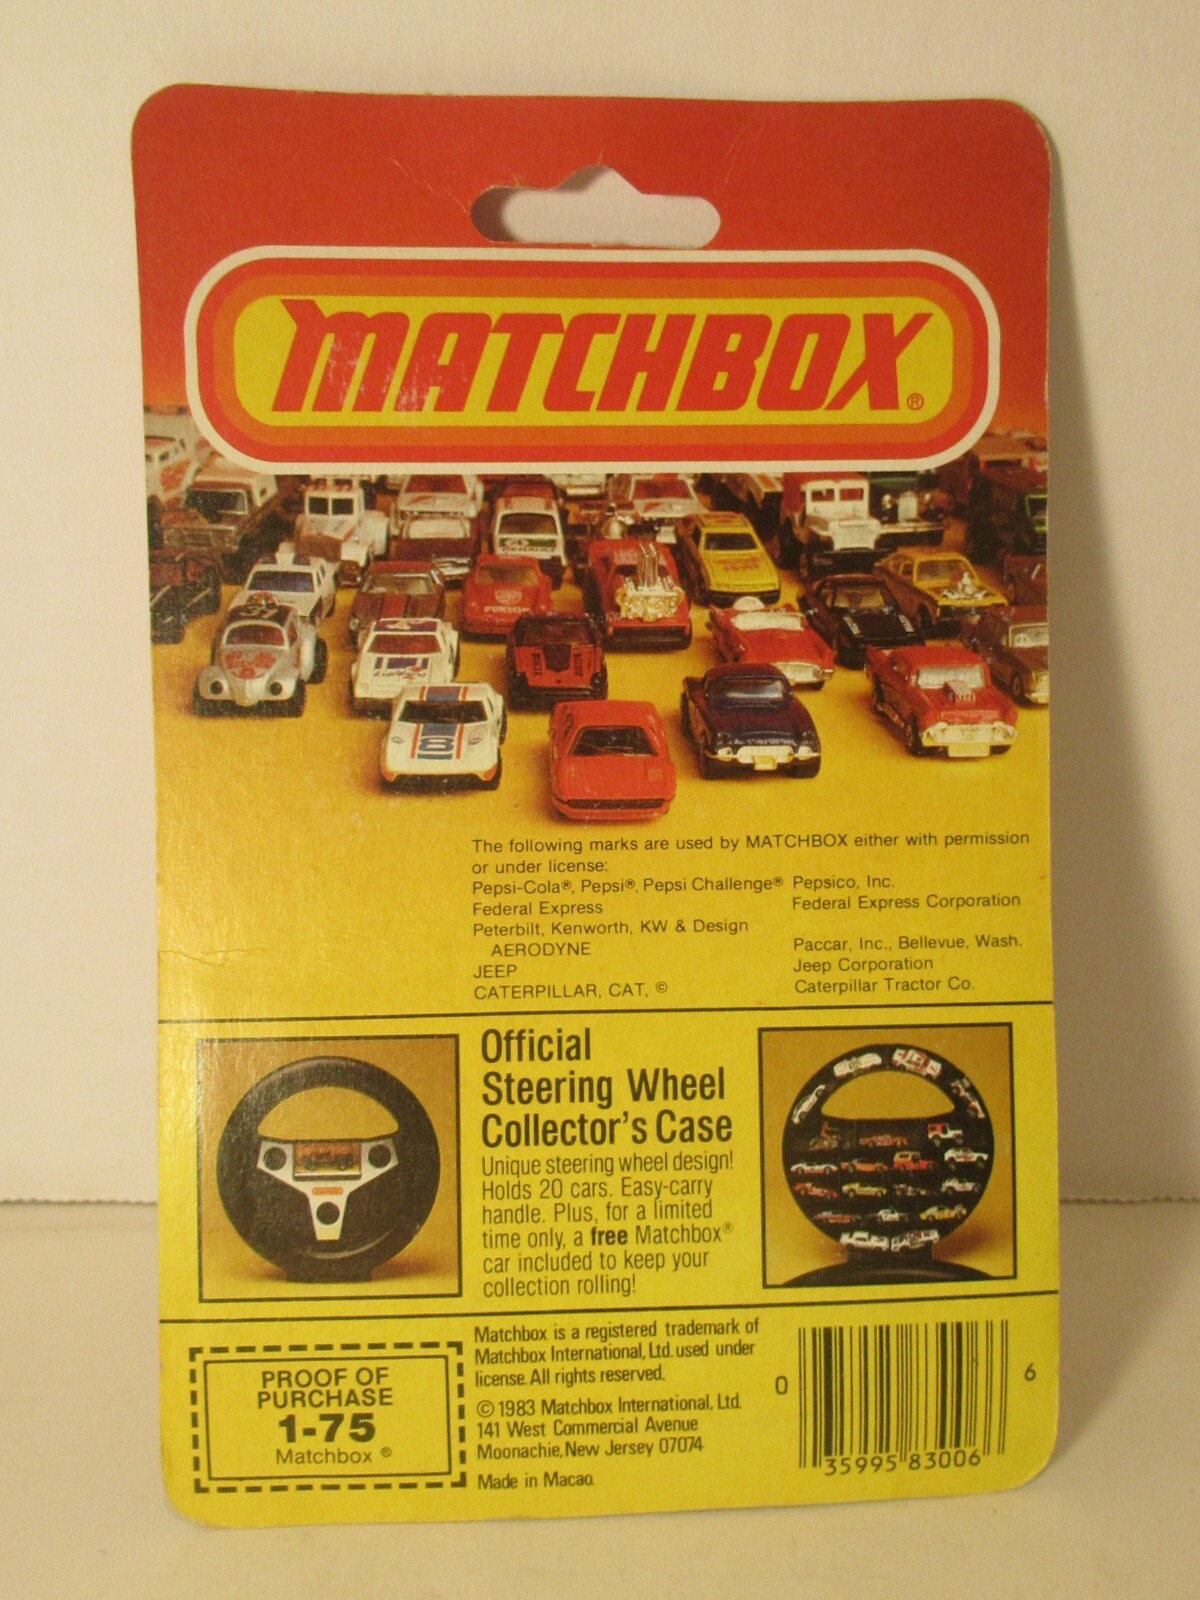 MATCHBOX®
RENAULT
PORSCHE
8
The following marks are used by MATCHBOX either with permission
or under license:
Pepsi-Cola®, Pepsi®, Pepsi Challenge® Pepsico, Inc.
Federal Express Federal Express Corporation
Peterbilt, Kenworth, KW & Design
AERODYNE Paccar, Inc., Bellevue, Wash.
JEEP Jeep Corporation
CATERPILLAR, CAT, © Caterpillar Tractor Co.
Official
Steering Wheel
Collector's Case
Unique steering wheel design!
Holds 20 cars. Easy-carry
handle. Plus, for a limited
time only, a free Matchbox®
car included to keep your
collection rolling!
PROOF OF
PURCHASE
1-75
Matchbox ®
Matchbox is a registered trademark of
Matchbox International, Ltd. used under
license. All rights reserved.
© 1983 Matchbox International, Ltd.
141 West Commercial Avenue
Moonachie, New Jersey 07074
Made in Macao.
0 35995 83006 6